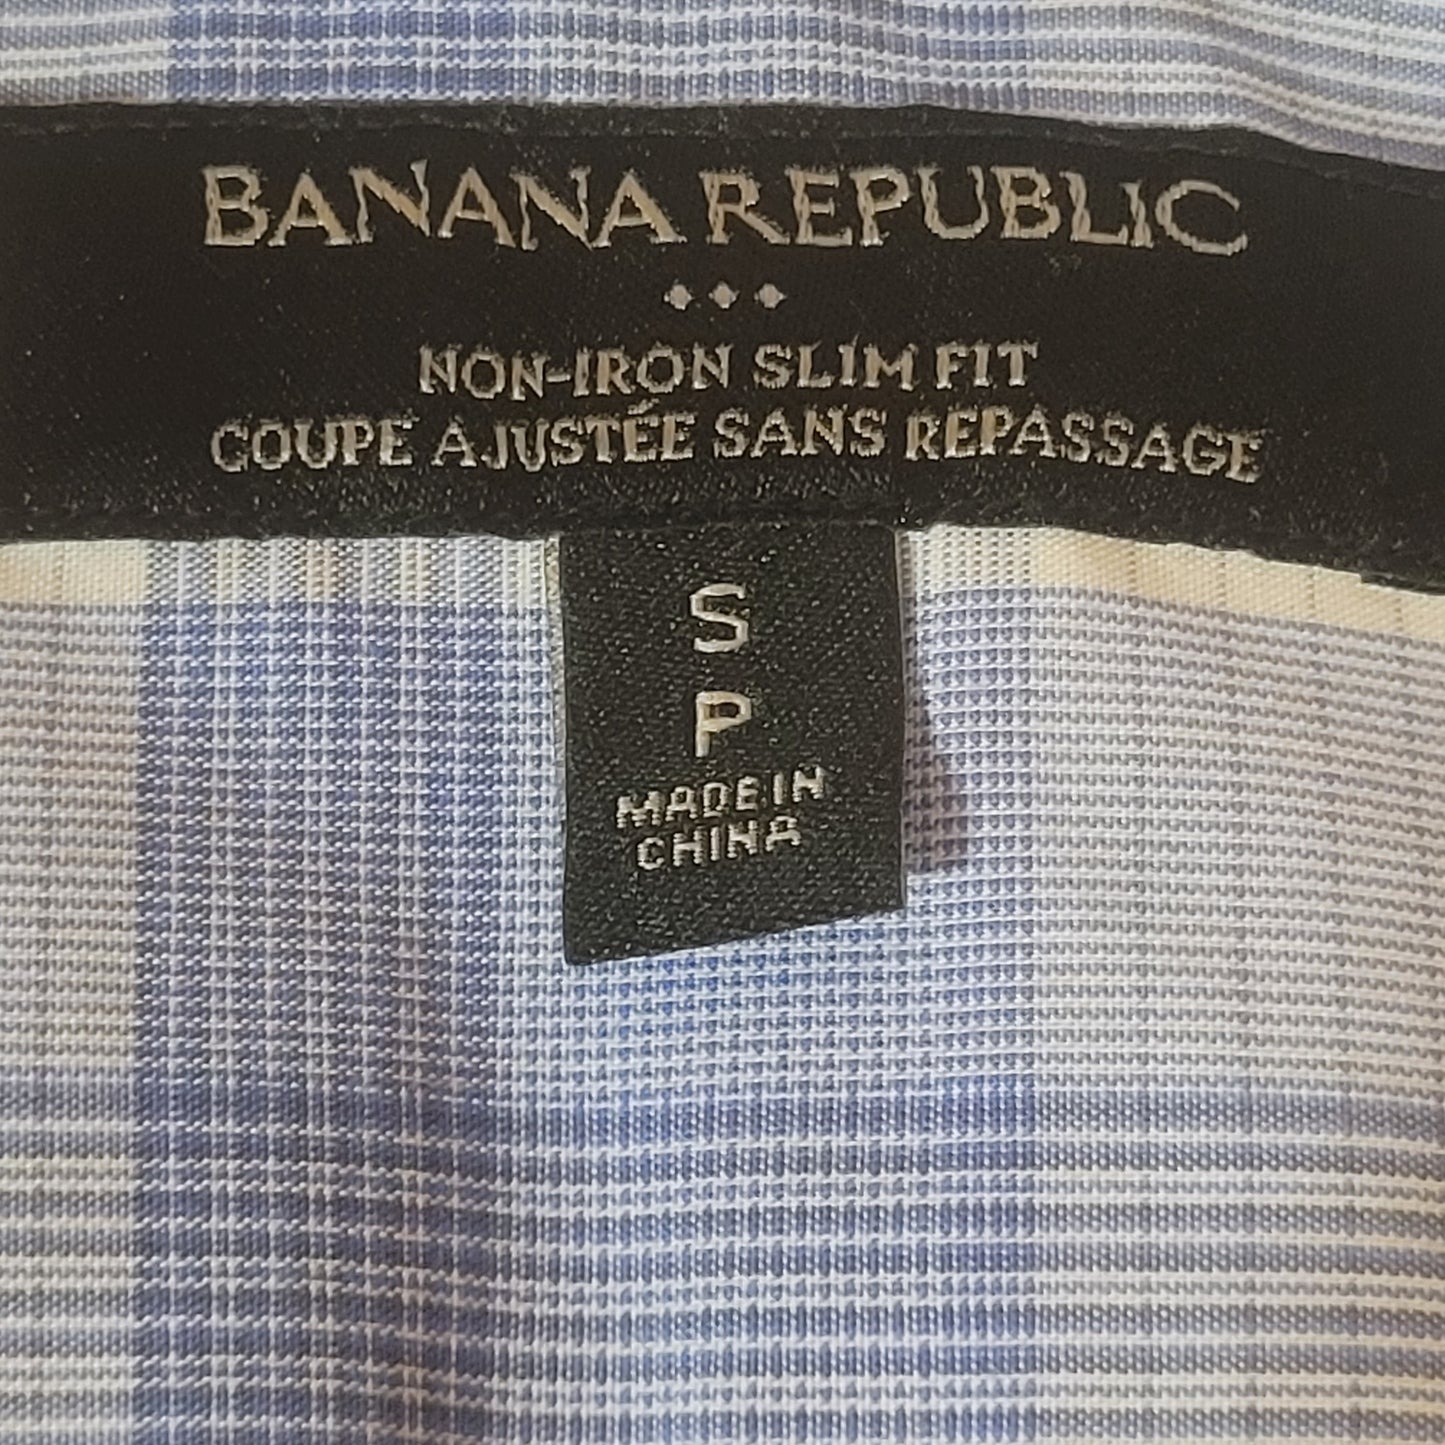 BANANA REPUBLIC
NON-IRON SLIM FIT
COUPE AJUSTÉE SANS REPASSAGE
S
P
MADE IN
CHINA